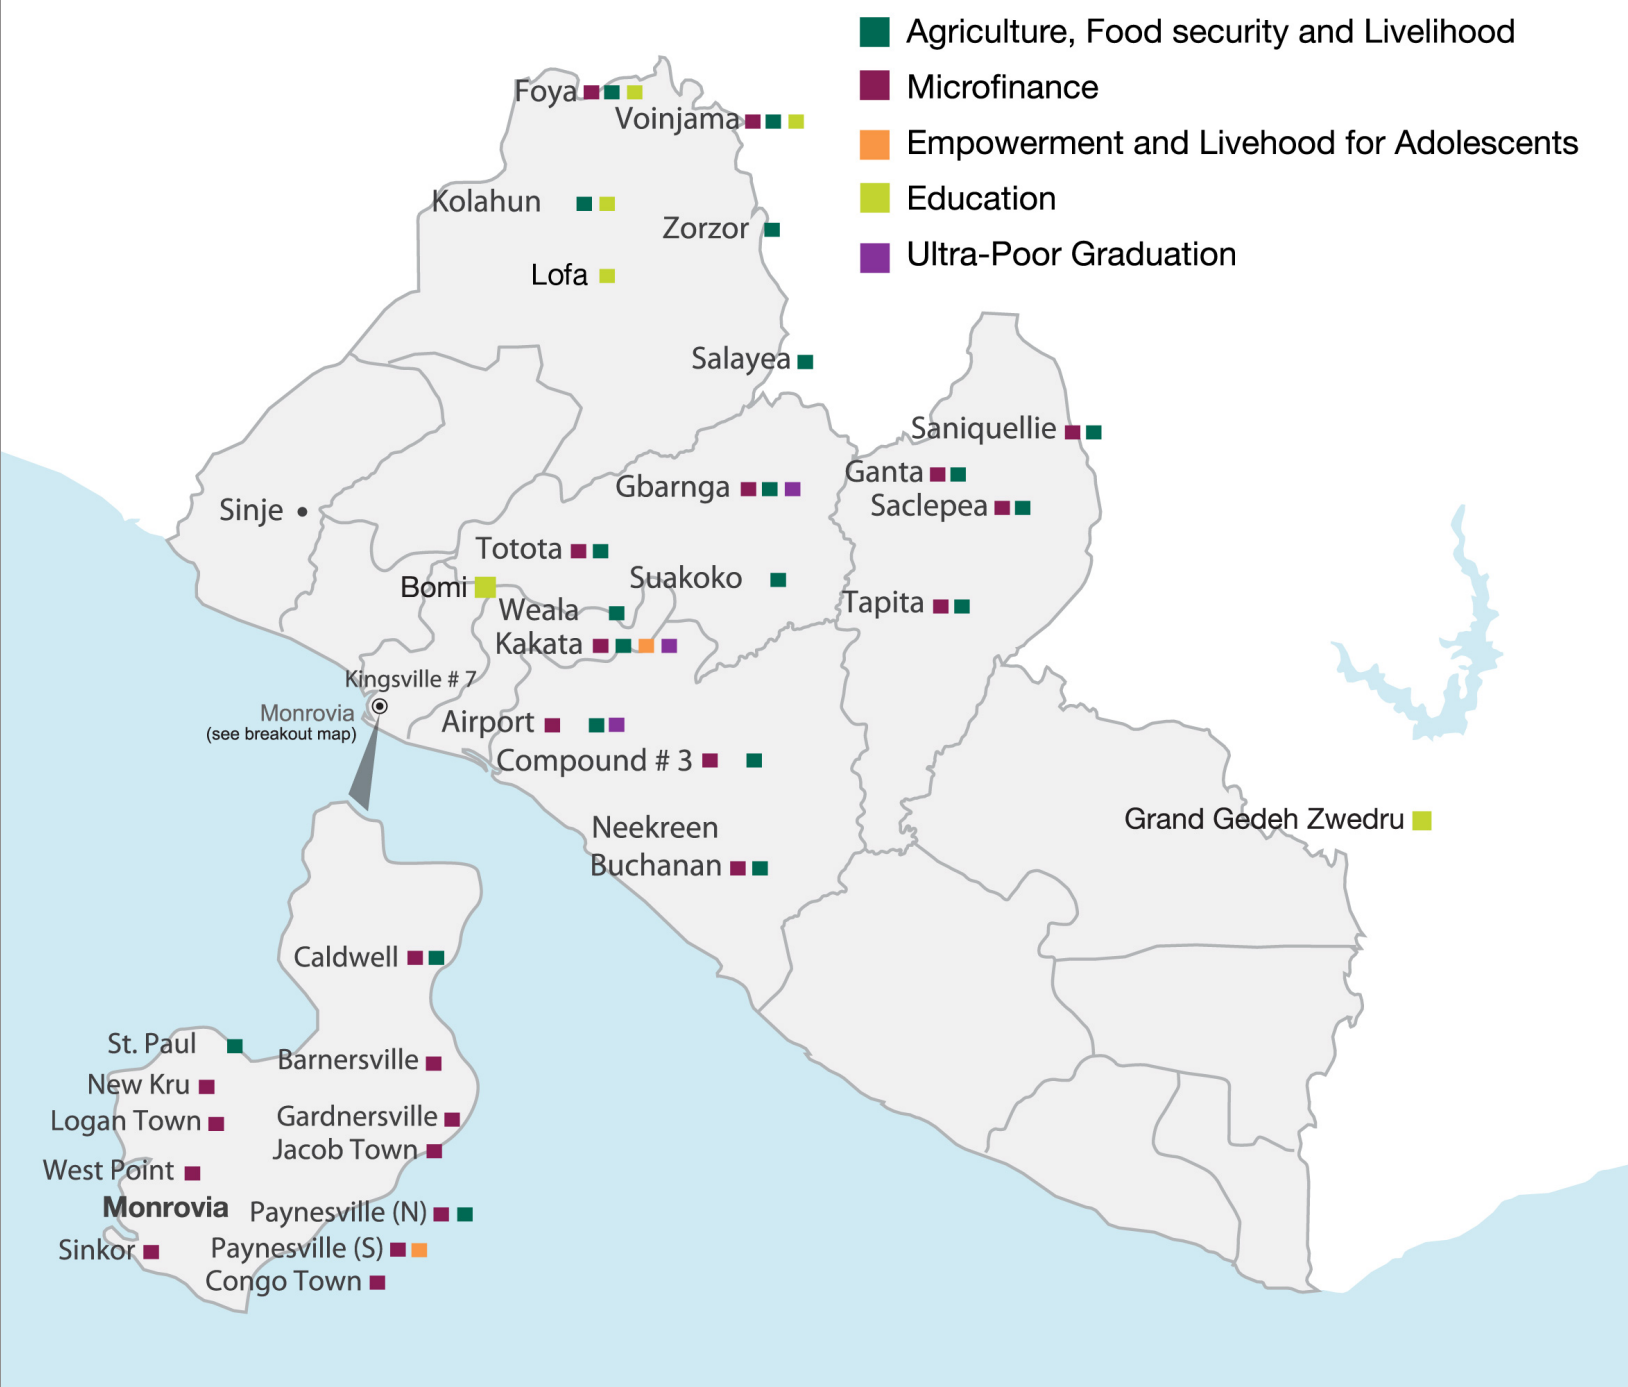 Agriculture, Food security and Livelihood
Microfinance
Empowerment and Livehood for Adolescents
Education
Ultra-Poor Graduation
Foya
Voinjama
Kolahun
Zorzor
Lofa
Salayea
Saniquellie
Ganta
Gbarnga
Saclepea
Sinje
Totota
Suakoko
Bomi
Weala
Tapita
Kakata
Kingsville # 7
Monrovia
(see breakout map)
Airport
Compound # 3
Neekreen
Grand Gedeh Zwedru
Buchanan
Caldwell
St. Paul
Barnersville
New Kru
Logan Town
Gardnersville
Jacob Town
West Point
Monrovia
Paynesville (N)
Sinkor
Paynesville (S)
Congo Town